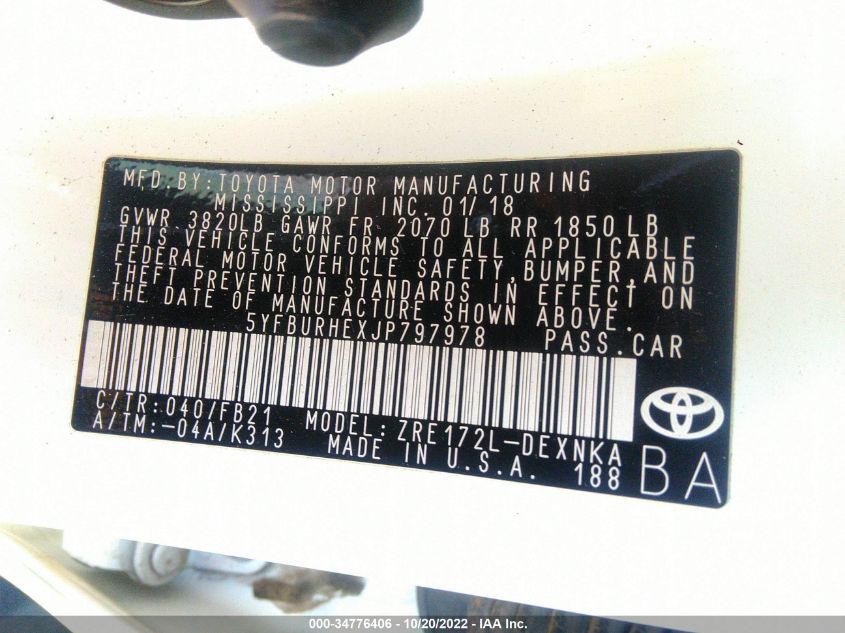 MFD.BY:TOYOTA MOTOR MANUFACTURING
MISSISSIPPI INC. 01/18
GVWR 3820LB GAWR FR 2070 LB RR 1850 LB
THIS VEHICLE CONFORMS TO ALL APPLICABLE
FEDERAL MOTOR VEHICLE SAFETY, BUMPER, AND
THEFT PREVENTION STANDARDS IN EFFECT ON
THE DATE OF MANUFACTURE SHOWN ABOVE.
5YFBURHEXJP797978 PASS.CAR
C/TR:040/FB21 MODEL:ZRE172L-DEXNKA
A/TM:-04A/K313 MADE IN U.S.A. 188
BA
000-34776406 - 10/20/2022 - IAA Inc.